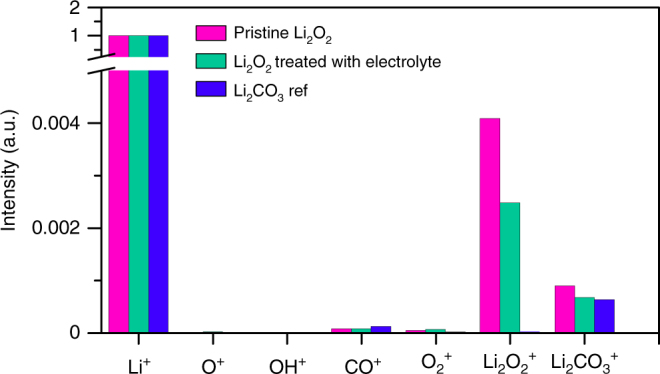 2
1
0.004
0.002
0
Intensity (a.u.)
Pristine Li₂O₂
Li₂O₂ treated with electrolyte
Li₂CO₃ ref
Li⁺ O⁺ OH⁺ CO⁺ O₂⁺ Li₂O₂⁺ Li₂CO₃⁺